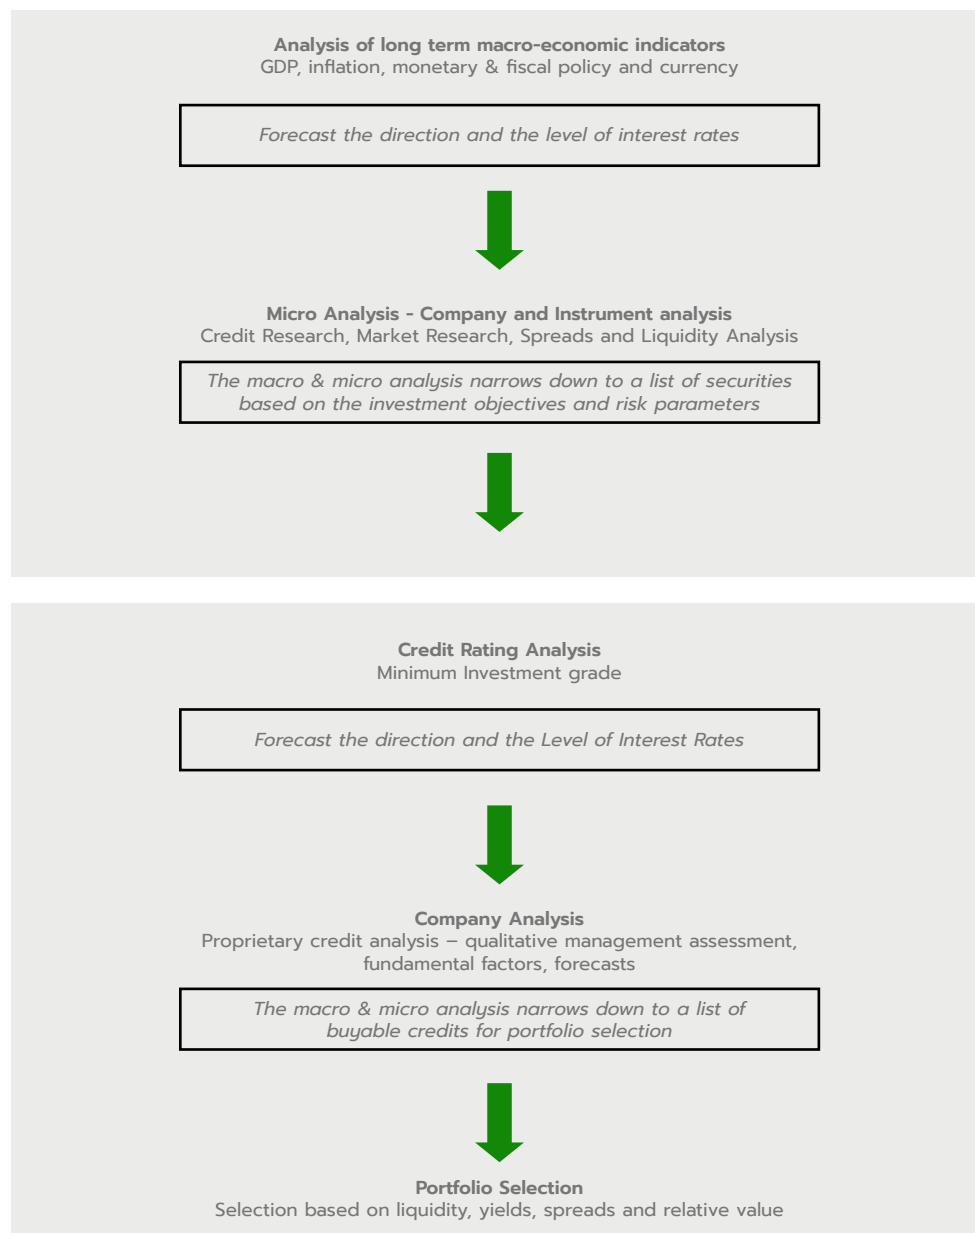 Analysis of long term macro-economic indicators
GDP, inflation, monetary & fiscal policy and currency
Forecast the direction and the level of interest rates
Micro Analysis - Company and Instrument analysis
Credit Research, Market Research, Spreads and Liquidity Analysis
The macro & micro analysis narrows down to a list of securities
based on the investment objectives and risk parameters
Credit Rating Analysis
Minimum Investment grade
Forecast the direction and the Level of Interest Rates
Company Analysis
Proprietary credit analysis – qualitative management assessment,
fundamental factors, forecasts
The macro & micro analysis narrows down to a list of
buyable credits for portfolio selection
Portfolio Selection
Selection based on liquidity, yields, spreads and relative value